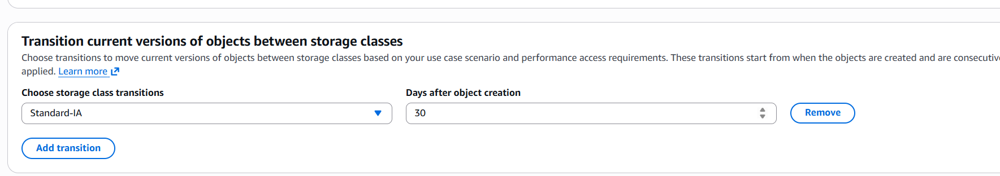 Transition current versions of objects between storage classes
Choose transitions to move current versions of objects between storage classes based on your use case scenario and performance access requirements. These transitions start from when the objects are created and are
applied. Learn more
Choose storage class transitions
Days after object creation
Standard-IA
30
Remove
Add transition